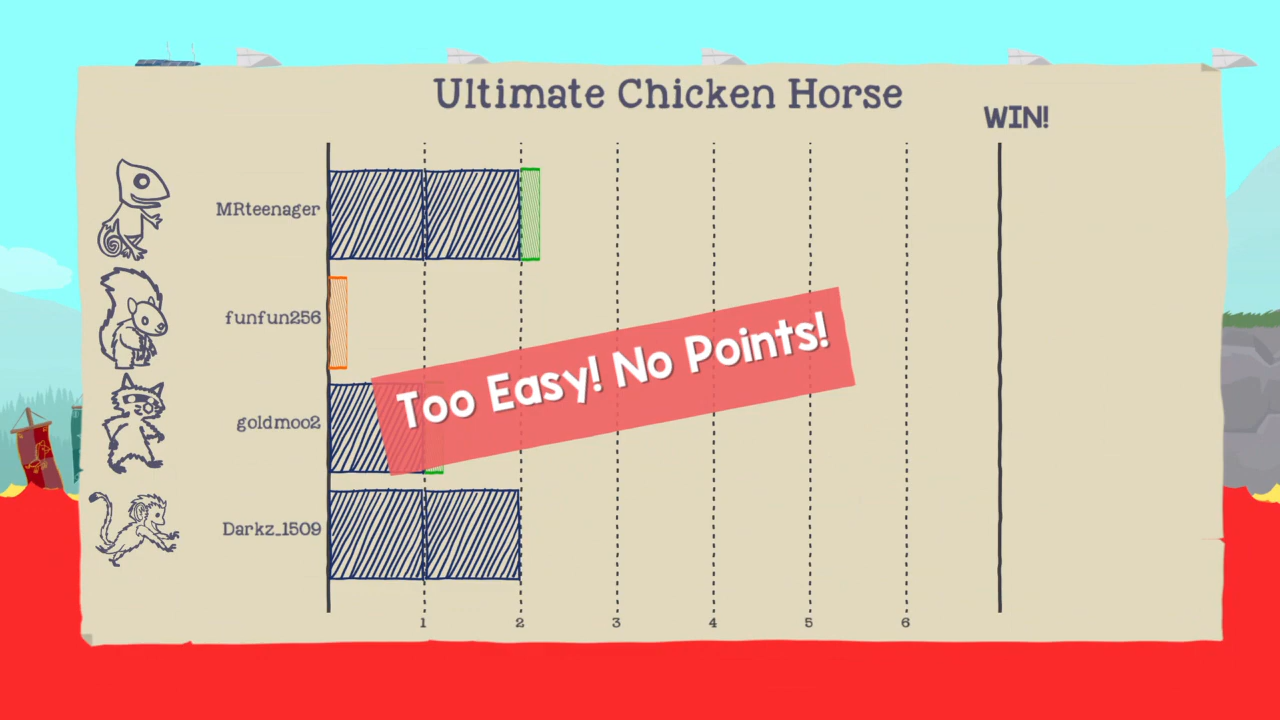 Ultimate Chicken Horse
WIN!
MRteenager
funfun256
Too Easy! No Points!
goldmoo2
Darkz_1509
1 2 3 4 5 6